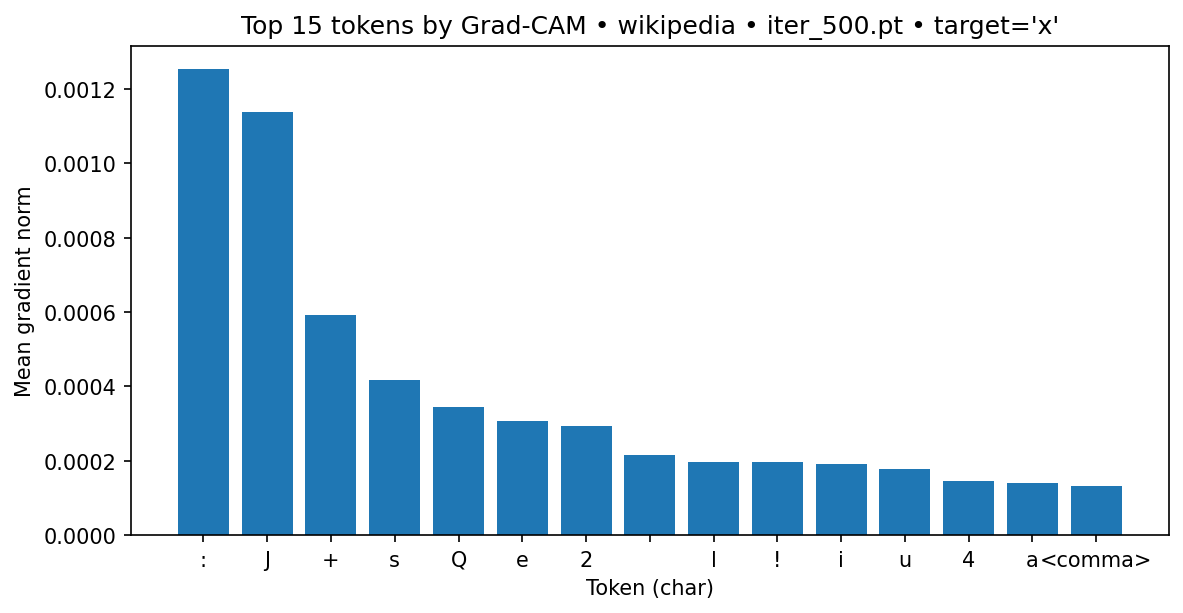 Top 15 tokens by Grad-CAM • wikipedia • iter_500.pt • target='x'
Mean gradient norm
0.0012
0.0010
0.0008
0.0006
0.0004
0.0002
0.0000
: J + s Q e 2 l ! i u 4 a <comma>
Token (char)